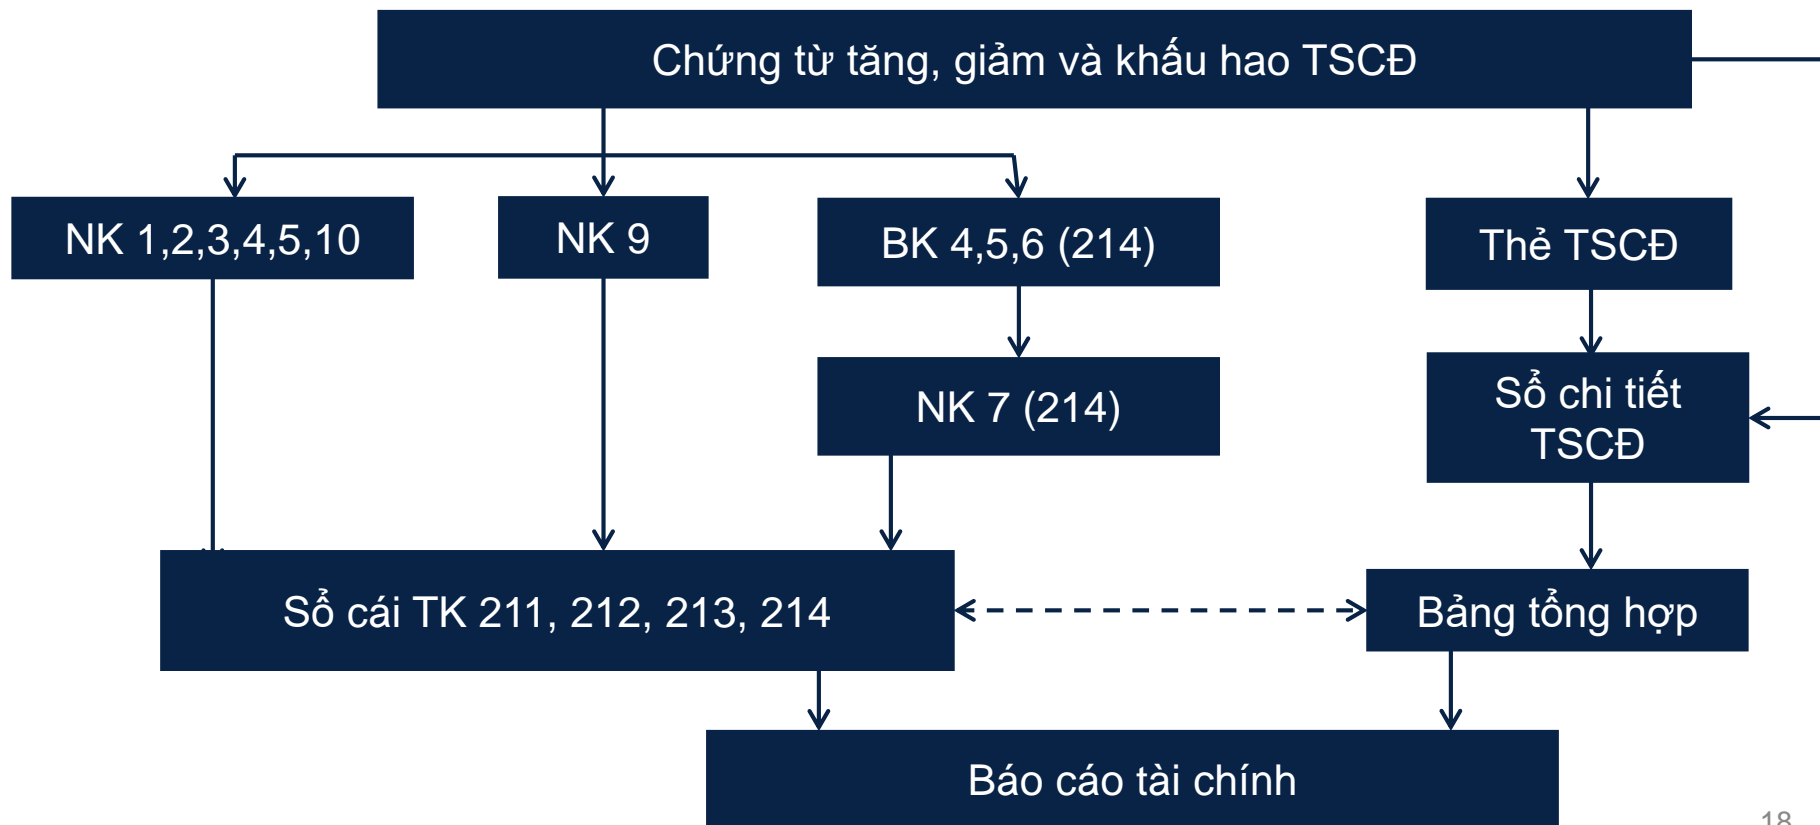 Chứng từ tăng, giảm và khấu hao TSCĐ
NK 1,2,3,4,5,10
NK 9
BK 4,5,6 (214)
Thẻ TSCĐ
NK 7 (214)
Sổ chi tiết
TSCĐ
Sổ cái TK 211, 212, 213, 214
Bảng tổng hợp
Báo cáo tài chính
18